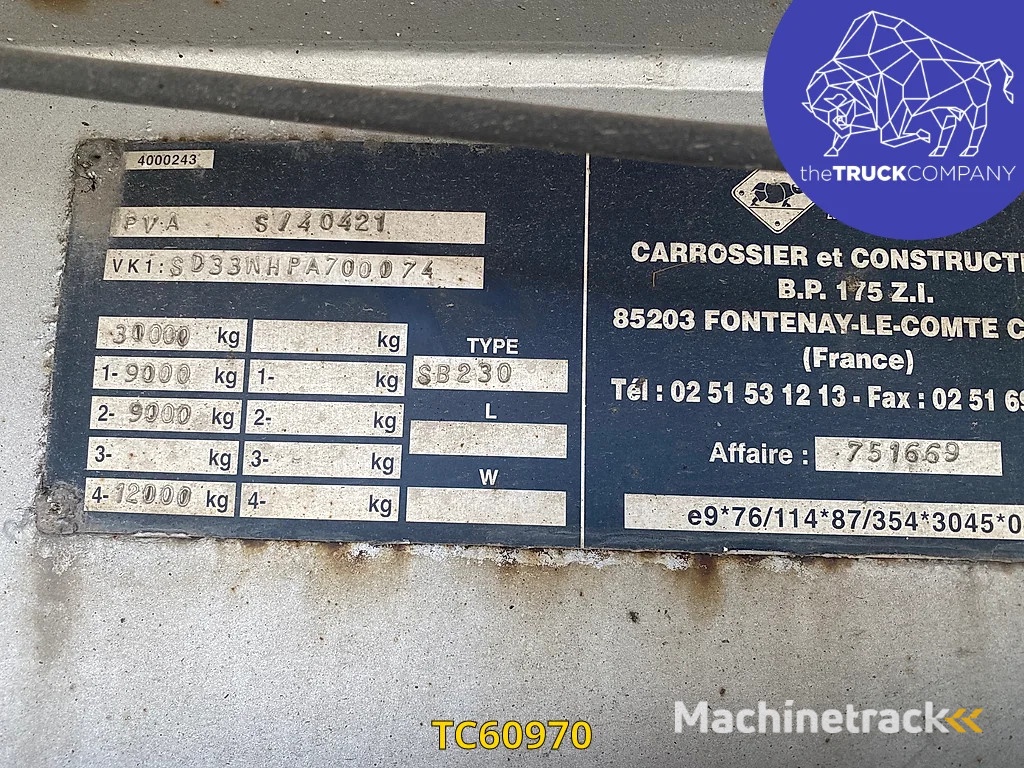 theTRUCKCOMPANY
4000243
PVA S/40421
VK1: SD33WHPA700074
30000 kg kg
1- 9000 kg 1- kg
2- 9000 kg 2- kg
3- kg 3- kg
4- 12000 kg 4- kg
TYPE
SB230
L
W
CARROSSIER et CONSTRUCT
B.P. 175 Z.I.
85203 FONTENAY-LE-COMTE C
(France)
Tél : 02 51 53 12 13 - Fax : 02 51 69
Affaire : 751669
e9*76/114*87/354*3045*0
Machinetrack
TC60970